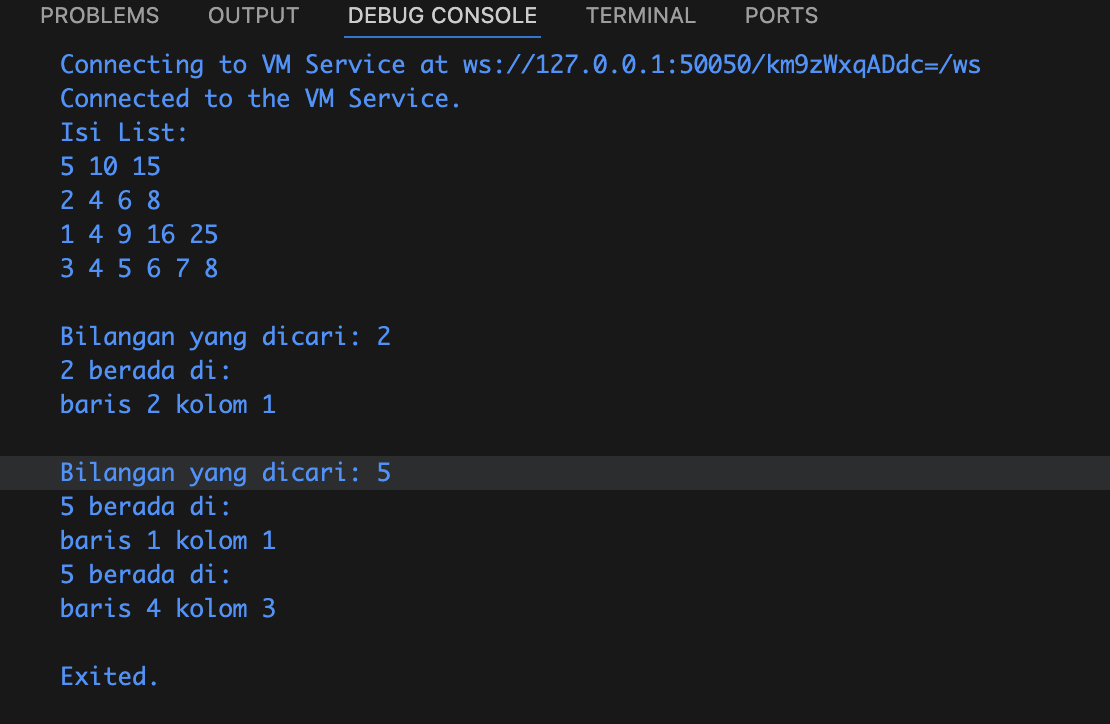 PROBLEMS OUTPUT DEBUG CONSOLE TERMINAL PORTS
Connecting to VM Service at ws://127.0.0.1:50050/km9zWxqADdc=/ws
Connected to the VM Service.
Isi List:
5 10 15
2 4 6 8
1 4 9 16 25
3 4 5 6 7 8
Bilangan yang dicari: 2
2 berada di:
baris 2 kolom 1
Bilangan yang dicari: 5
5 berada di:
baris 1 kolom 1
5 berada di:
baris 4 kolom 3
Exited.